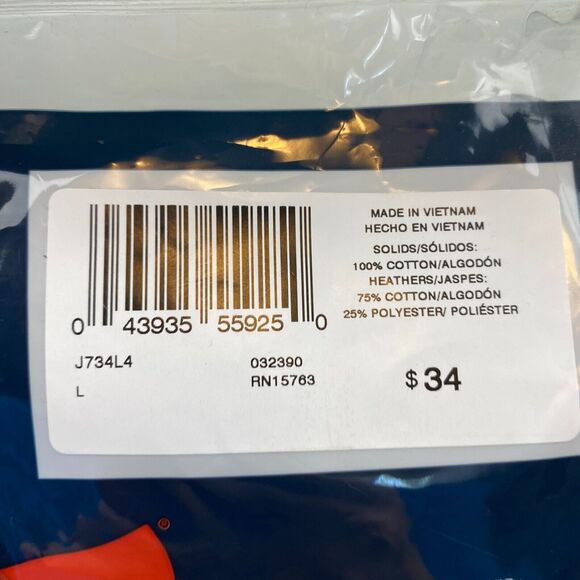 0 43935 55925 0
J734L4
032390
L
RN15763
MADE IN VIETNAM
HECHO EN VIETNAM
SOLIDS/SÓLIDOS:
100% COTTON/ALGODÓN
HEATHERS/JASPES:
75% COTTON/ALGODÓN
25% POLYESTER/ POLIÉSTER
$ 34
®